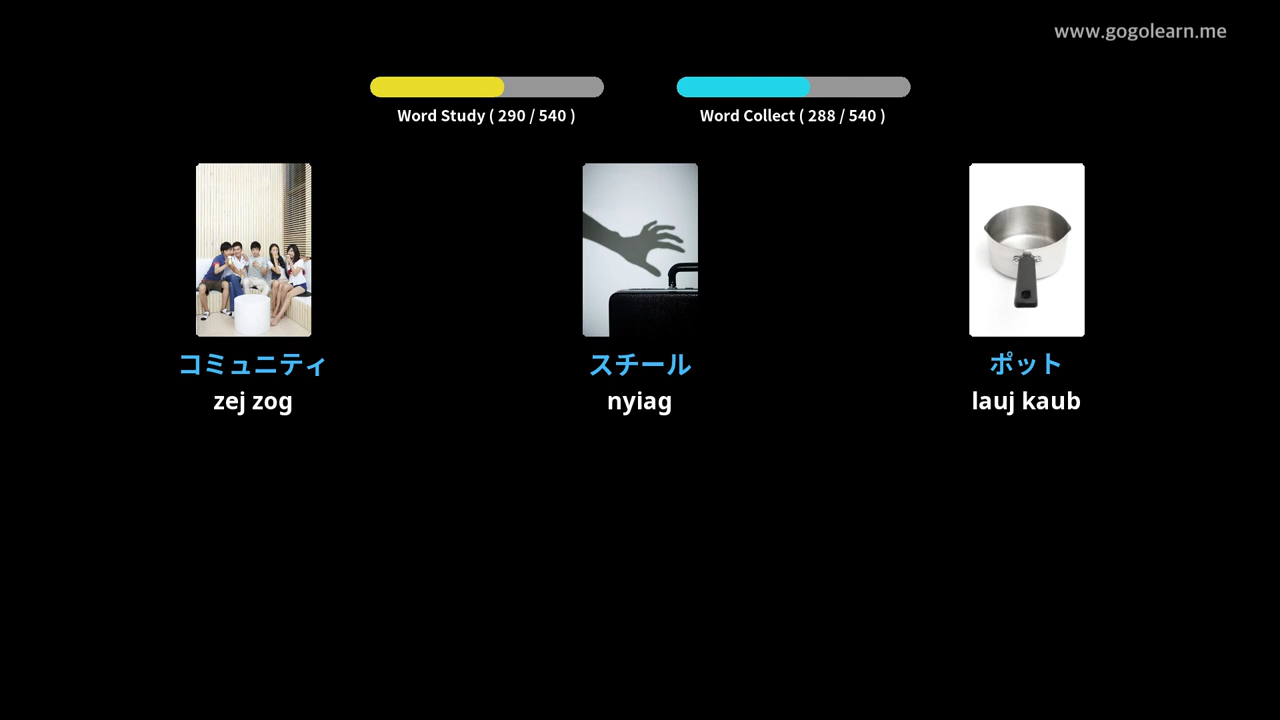 www.gogolearn.me
Word Study ( 290 / 540 )
Word Collect ( 288 / 540 )
コミュニティ
zej zog
スチール
nyiag
ポット
lauj kaub